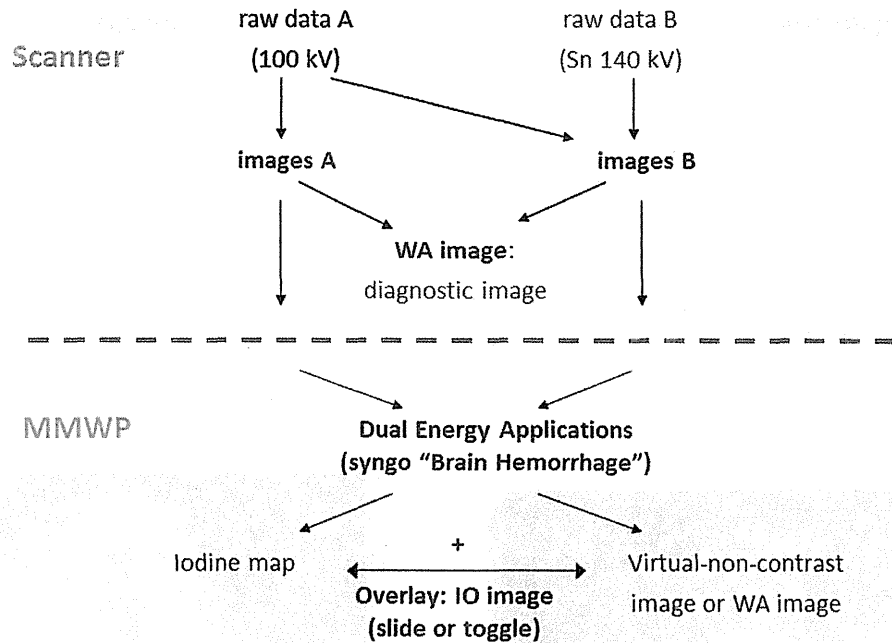 raw data A
(100 kV)
raw data B
(Sn 140 kV)
Scanner
images A
images B
WA image:
diagnostic image
MMWP
Dual Energy Applications
(syngo “Brain Hemorrhage”)
Iodine map
+
Overlay: IO image
(slide or toggle)
Virtual-non-contrast
image or WA image